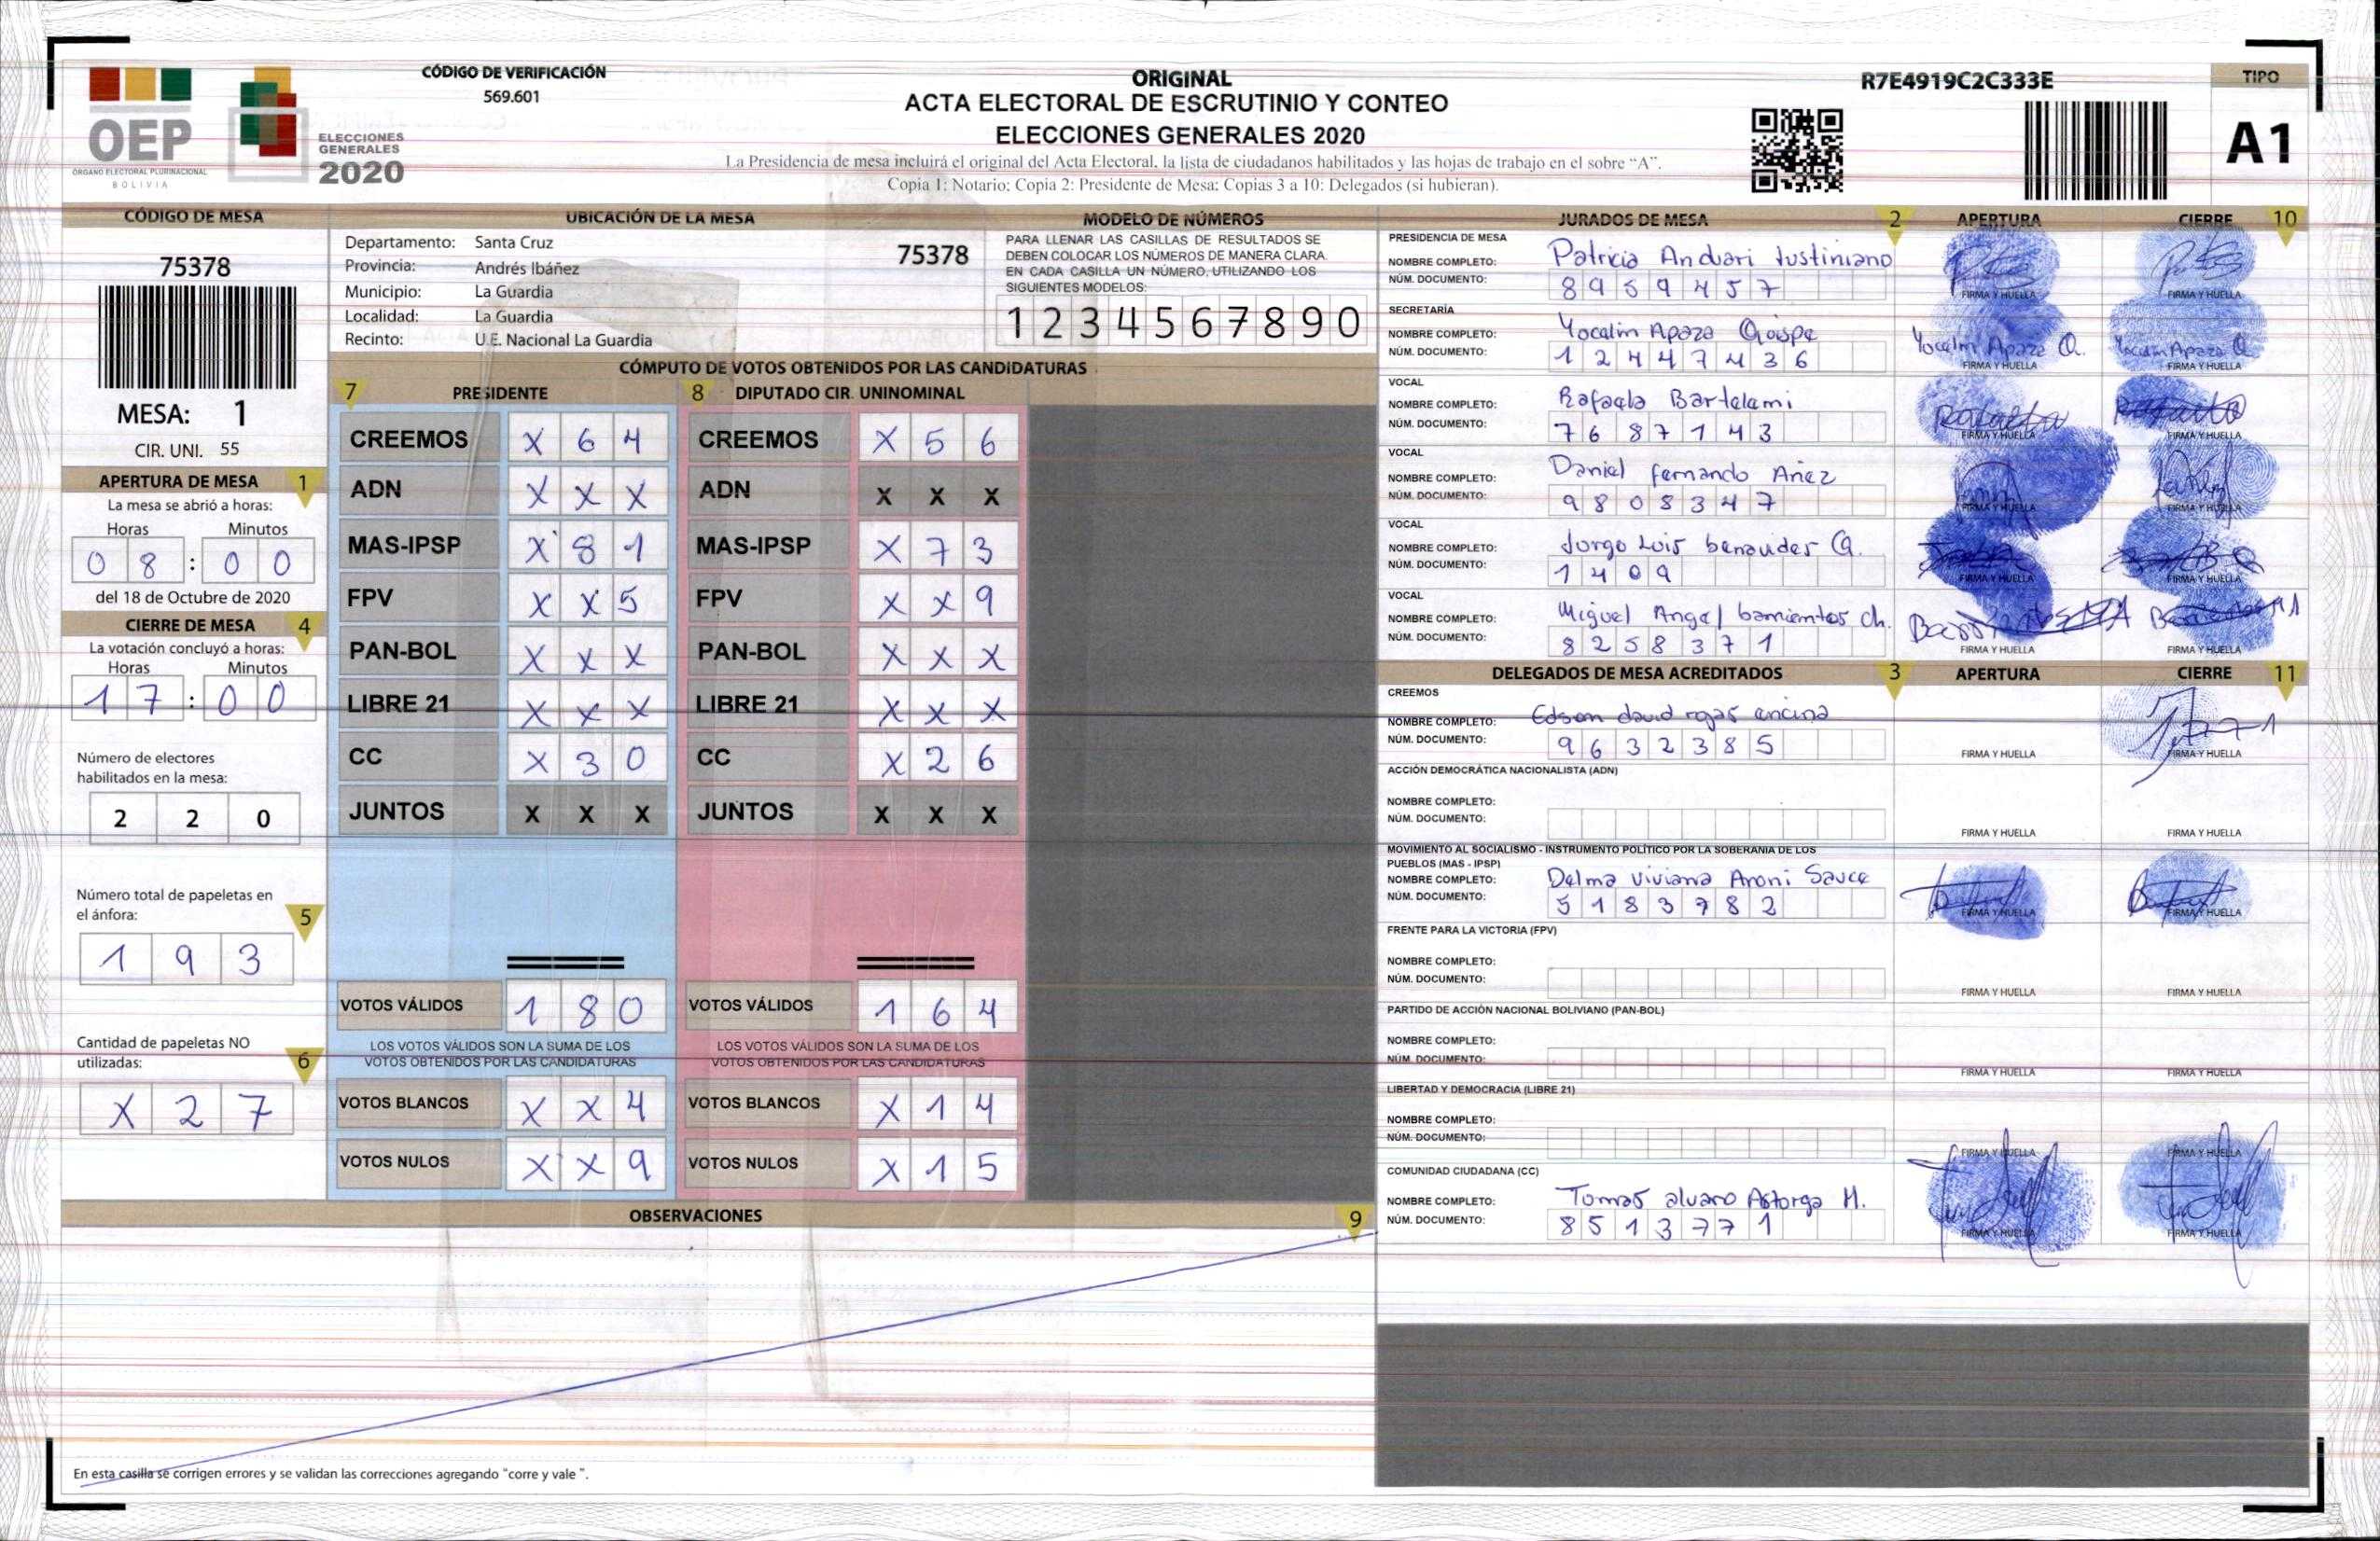 CÓDIGO DE VERIFICACIÓN
569.601
OEP
ÓRGANO ELECTORAL PLURINACIONAL
BOLIVIA
ELECCIONES
GENERALES
2020
ORIGINAL
ACTA ELECTORAL DE ESCRUTINIO Y CONTEO
ELECCIONES GENERALES 2020
La Presidencia de mesa incluirá el original del Acta Electoral, la lista de ciudadanos habilitados y las hojas de trabajo en el sobre “A”.
Copia 1: Notario; Copia 2: Presidente de Mesa; Copias 3 a 10: Delegados (si hubieran).
R7E4919C2C333E
TIPO
A1
CÓDIGO DE MESA
75378
MESA: 1
CIR. UNI. 55
UBICACIÓN DE LA MESA
Departamento: Santa Cruz
Provincia: Andrés Ibáñez
Municipio: La Guardia
Localidad: La Guardia
Recinto: U.E. Nacional La Guardia
75378
MODELO DE NÚMEROS
PARA LLENAR LAS CASILLAS DE RESULTADOS SE
DEBEN COLOCAR LOS NÚMEROS DE MANERA CLARA.
EN CADA CASILLA UN NÚMERO, UTILIZANDO LOS
SIGUIENTES MODELOS:
1 2 3 4 5 6 7 8 9 0
APERTURA DE MESA 1
La mesa se abrió a horas:
Horas Minutos
0 8 : 0 0
del 18 de Octubre de 2020
CIERRE DE MESA 4
La votación concluyó a horas:
Horas Minutos
1 7 : 0 0
Número de electores
habilitados en la mesa:
2 2 0
Número total de papeletas en
el ánfora:
5
1 9 3
Cantidad de papeletas NO
utilizadas:
6
X 2 7
CÓMPUTO DE VOTOS OBTENIDOS POR LAS CANDIDATURAS
7 PRESIDENTE
CREEMOS X 6 4
ADN X X X
MAS-IPSP X 8 1
FPV X X 5
PAN-BOL X X X
LIBRE 21 X X X
CC X 3 0
JUNTOS X X X
VOTOS VÁLIDOS 1 8 0
LOS VOTOS VÁLIDOS SON LA SUMA DE LOS
VOTOS OBTENIDOS POR LAS CANDIDATURAS
VOTOS BLANCOS X X 4
VOTOS NULOS X X 9
8 DIPUTADO CIR. UNINOMINAL
CREEMOS X 5 6
ADN X X X
MAS-IPSP X 7 3
FPV X X 9
PAN-BOL X X X
LIBRE 21 X X X
CC X 2 6
JUNTOS X X X
VOTOS VÁLIDOS 1 6 4
LOS VOTOS VÁLIDOS SON LA SUMA DE LOS
VOTOS OBTENIDOS POR LAS CANDIDATURAS
VOTOS BLANCOS X 1 4
VOTOS NULOS X 1 5
OBSERVACIONES 9
En esta casilla se corrigen errores y se validan las correcciones agregando "corre y vale ".
JURADOS DE MESA 2 APERTURA CIERRE 10
PRESIDENCIA DE MESA
NOMBRE COMPLETO: Patricia Anduari Justiniano
NÚM. DOCUMENTO: 8 9 5 9 4 5 7
FIRMA Y HUELLA FIRMA Y HUELLA
SECRETARÍA
NOMBRE COMPLETO: Yocelin Apaza Quispe
NÚM. DOCUMENTO: 1 2 4 4 7 4 3 6
Yocelin Apaza Q. Yocelin Apaza Q
FIRMA Y HUELLA FIRMA Y HUELLA
VOCAL
NOMBRE COMPLETO: Rafaela Bartelemi
NÚM. DOCUMENTO: 7 6 8 7 1 4 3
FIRMA Y HUELLA FIRMA Y HUELLA
VOCAL
NOMBRE COMPLETO: Daniel fernando Añez
NÚM. DOCUMENTO: 9 8 0 8 3 4 7
FIRMA Y HUELLA FIRMA Y HUELLA
VOCAL
NOMBRE COMPLETO: Jorge Luis benavides Q.
NÚM. DOCUMENTO: 1 4 0 9
FIRMA Y HUELLA FIRMA Y HUELLA
VOCAL
NOMBRE COMPLETO: Miguel Angel barrientos Ch.
NÚM. DOCUMENTO: 8 2 5 8 3 7 1
FIRMA Y HUELLA FIRMA Y HUELLA
DELEGADOS DE MESA ACREDITADOS 3 APERTURA CIERRE 11
CREEMOS
NOMBRE COMPLETO: Edson david rojas encina
NÚM. DOCUMENTO: 9 6 3 2 3 8 5
FIRMA Y HUELLA FIRMA Y HUELLA
ACCIÓN DEMOCRÁTICA NACIONALISTA (ADN)
NOMBRE COMPLETO:
NÚM. DOCUMENTO:
FIRMA Y HUELLA FIRMA Y HUELLA
MOVIMIENTO AL SOCIALISMO - INSTRUMENTO POLÍTICO POR LA SOBERANÍA DE LOS
PUEBLOS (MAS - IPSP)
NOMBRE COMPLETO: Delma Viviana Aroni Sauce
NÚM. DOCUMENTO: 5 1 8 3 7 8 2
FIRMA Y HUELLA FIRMA Y HUELLA
FRENTE PARA LA VICTORIA (FPV)
NOMBRE COMPLETO:
NÚM. DOCUMENTO:
FIRMA Y HUELLA FIRMA Y HUELLA
PARTIDO DE ACCIÓN NACIONAL BOLIVIANO (PAN-BOL)
NOMBRE COMPLETO:
NÚM. DOCUMENTO:
FIRMA Y HUELLA FIRMA Y HUELLA
LIBERTAD Y DEMOCRACIA (LIBRE 21)
NOMBRE COMPLETO:
NÚM. DOCUMENTO:
FIRMA Y HUELLA FIRMA Y HUELLA
COMUNIDAD CIUDADANA (CC)
NOMBRE COMPLETO: Tomas alvaro Astorga M.
NÚM. DOCUMENTO: 8 5 1 3 7 7 1
FIRMA Y HUELLA FIRMA Y HUELLA